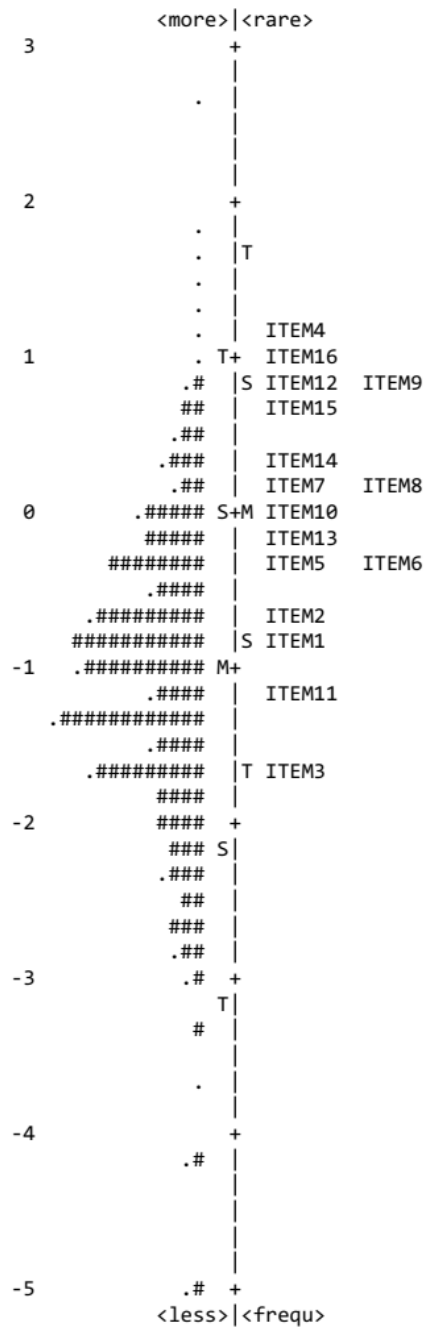 <more>|<rare>
3 +
|
. |
|
|
|
2 +
. |
. |T
. |
. |
. | ITEM4
1 . T+ ITEM16
.# |S ITEM12 ITEM9
## | ITEM15
.## |
.### | ITEM14
.## | ITEM7 ITEM8
0 .##### S+M ITEM10
##### | ITEM13
######## | ITEM5 ITEM6
.#### |
.######### | ITEM2
########### |S ITEM1
-1 .########## M+
.#### | ITEM11
.############ |
.#### |
.######### |T ITEM3
#### |
-2 #### +
### S|
.### |
## |
### |
.## |
-3 .# +
T|
# |
|
. |
|
-4 +
.# |
|
|
|
|
-5 .# +
<less>|<frequ>